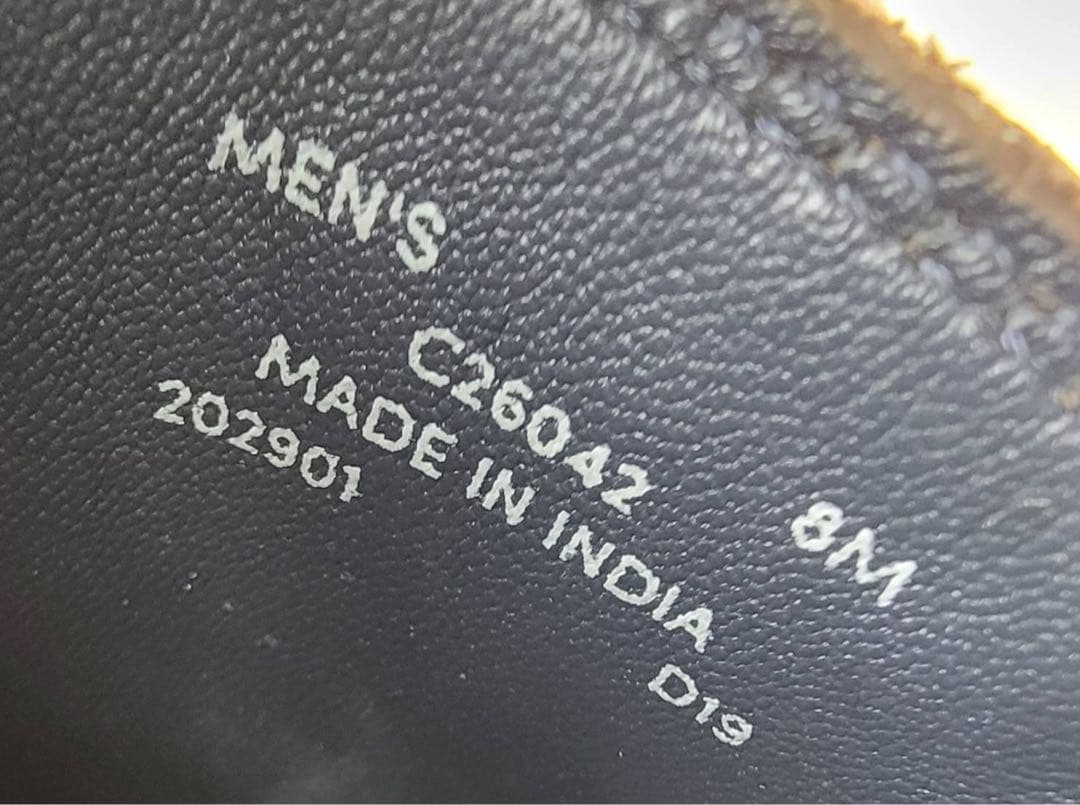 MEN'S
C26042 8M
MADE IN INDIA
202901 D19